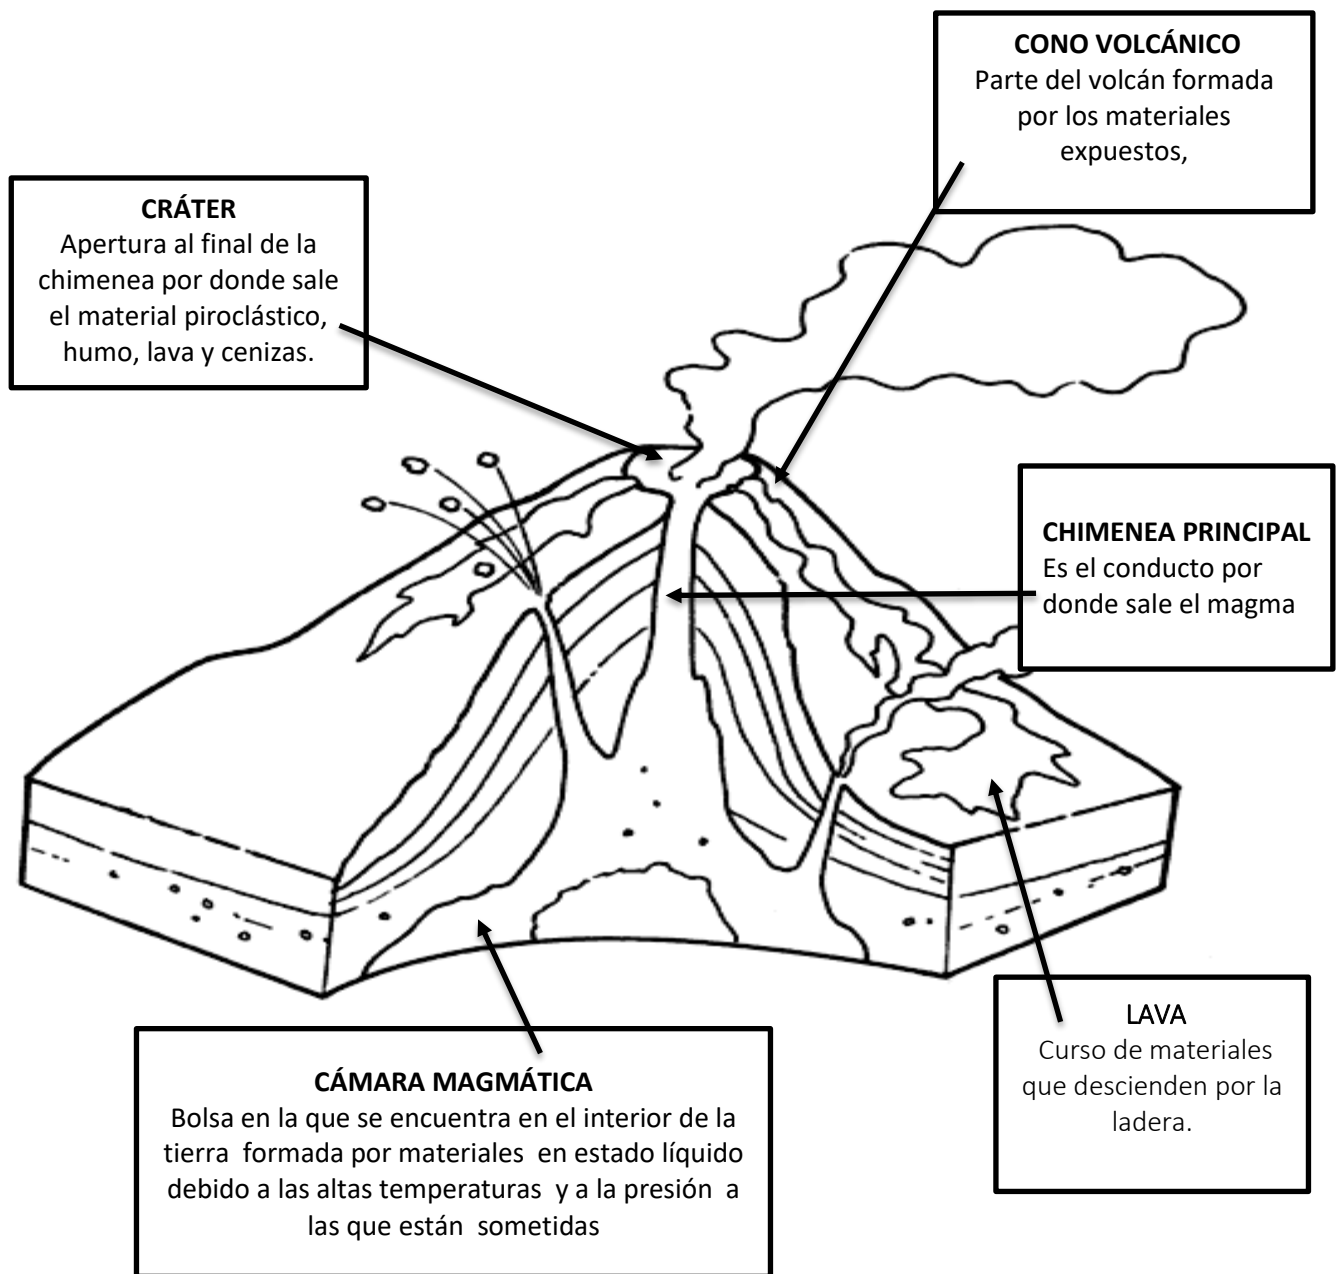 CONO VOLCÁNICO
Parte del volcán formada
por los materiales
expuestos,
CRÁTER
Apertura al final de la
chimenea por donde sale
el material piroclástico,
humo, lava y cenizas.
CHIMENEA PRINCIPAL
Es el conducto por
donde sale el magma
LAVA
Curso de materiales
que descienden por la
ladera.
CÁMARA MAGMÁTICA
Bolsa en la que se encuentra en el interior de la
tierra formada por materiales en estado líquido
debido a las altas temperaturas y a la presión a
las que están sometidas